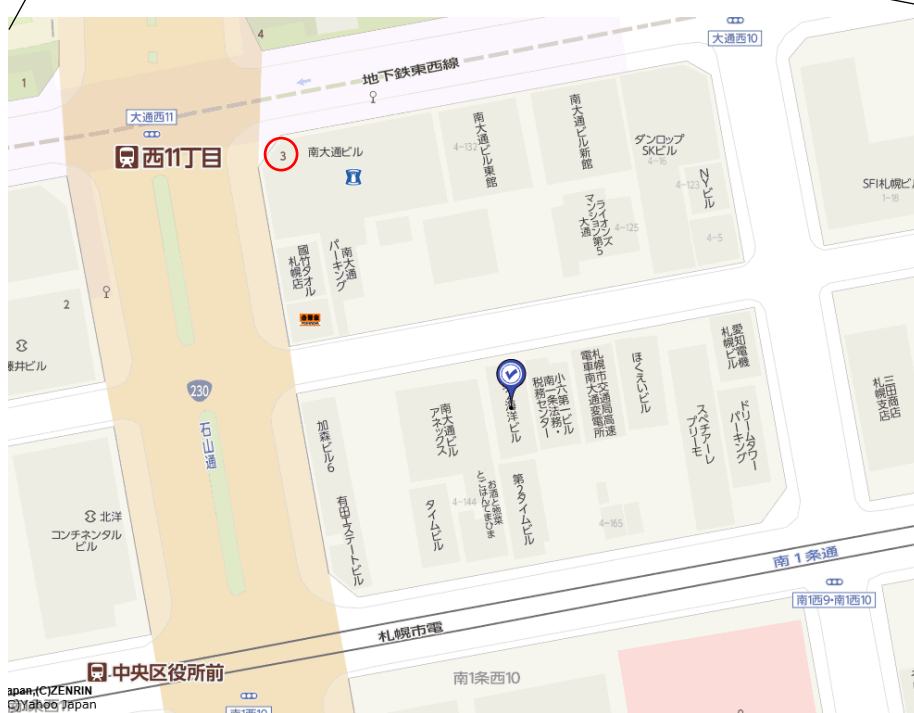 4
大通西10
1
地下鉄東西線
大通西11
西11丁目
3
南大通ビル
4-132
南大通ビル東館
南大通ビル新館
ダンロップ
SKビル
4-16
4-123
NYビル
SFI札幌ビ
1-18
ライオンズ
マンション第5
大通
4-125
4-5
國竹タオル
札幌店
南大通
パーキング
2
藤井ビル
230
石山通
加森ビル6
南大通ビル
アネックス
洋ビル
小六第一ビル
南一条法務・
税務センター
札幌市交通局高速
電車南大通変電所
ほくえいビル
愛知電機
札幌ビル
三田商店
札幌支店
スペチアーレ
プリーモ
ドリームタワー
パーキング
有田エステートビル
タイムビル
4-144
お酒と惣菜
とごはんてまひま
第2タイムビル
4-165
北洋
コンチネンタル
ビル
南1条通
南1西9・南1西10
札幌市電
中央区役所前
南1条西10
apan,(C)ZENRIN
(C)Yahoo Japan
南1西10